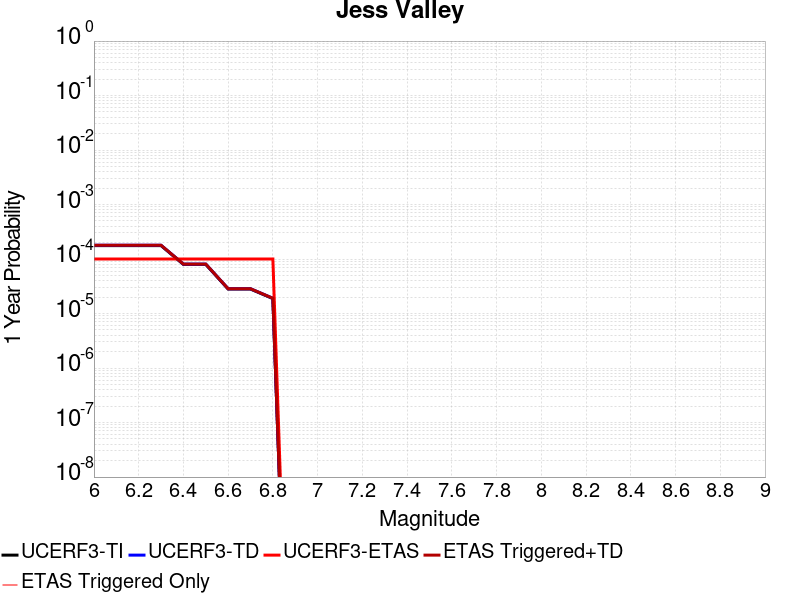 Jess Valley
10 0
10 -1
10 -2
10 -3
10 -4
10 -5
10 -6
10 -7
10 -8
1 Year Probability
6 6.2 6.4 6.6 6.8 7 7.2 7.4 7.6 7.8 8 8.2 8.4 8.6 8.8 9
Magnitude
UCERF3-TI UCERF3-TD UCERF3-ETAS ETAS Triggered+TD
ETAS Triggered Only